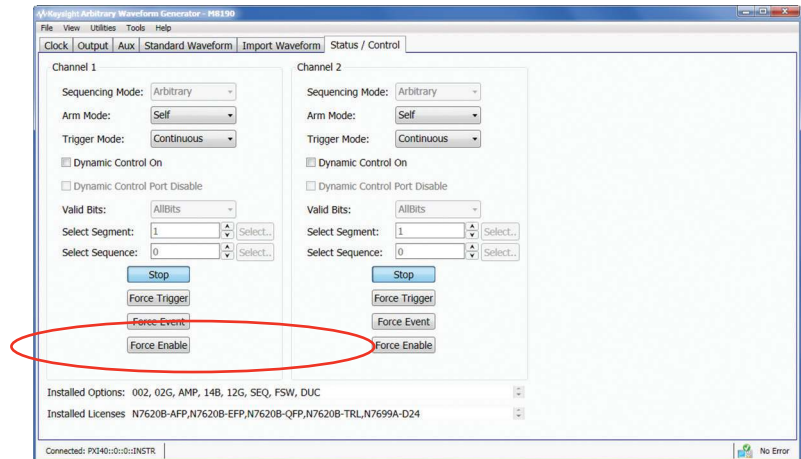 Keysight Arbitrary Waveform Generator - M8190
File View Utilities Tools Help
Clock Output Aux Standard Waveform Import Waveform Status / Control
Channel 1 Channel 2
Sequencing Mode: Arbitrary Sequencing Mode: Arbitrary
Arm Mode: Self Arm Mode: Self
Trigger Mode: Continuous Trigger Mode: Continuous
Dynamic Control On Dynamic Control On
Dynamic Control Port Disable Dynamic Control Port Disable
Valid Bits: AllBits Valid Bits: AllBits
Select Segment: 1 Select.. Select Segment: 1 Select..
Select Sequence: 0 Select.. Select Sequence: 0 Select..
Stop Stop
Force Trigger Force Trigger
Force Event Force Event
Force Enable Force Enable
Installed Options: 002, 02G, AMP, 14B, 12G, SEQ, FSW, DUC
Installed Licenses N7620B-AFP,N7620B-EFP,N7620B-QFP,N7620B-TRL,N7699A-D24
Connected: PXI40::0::0::INSTR No Error